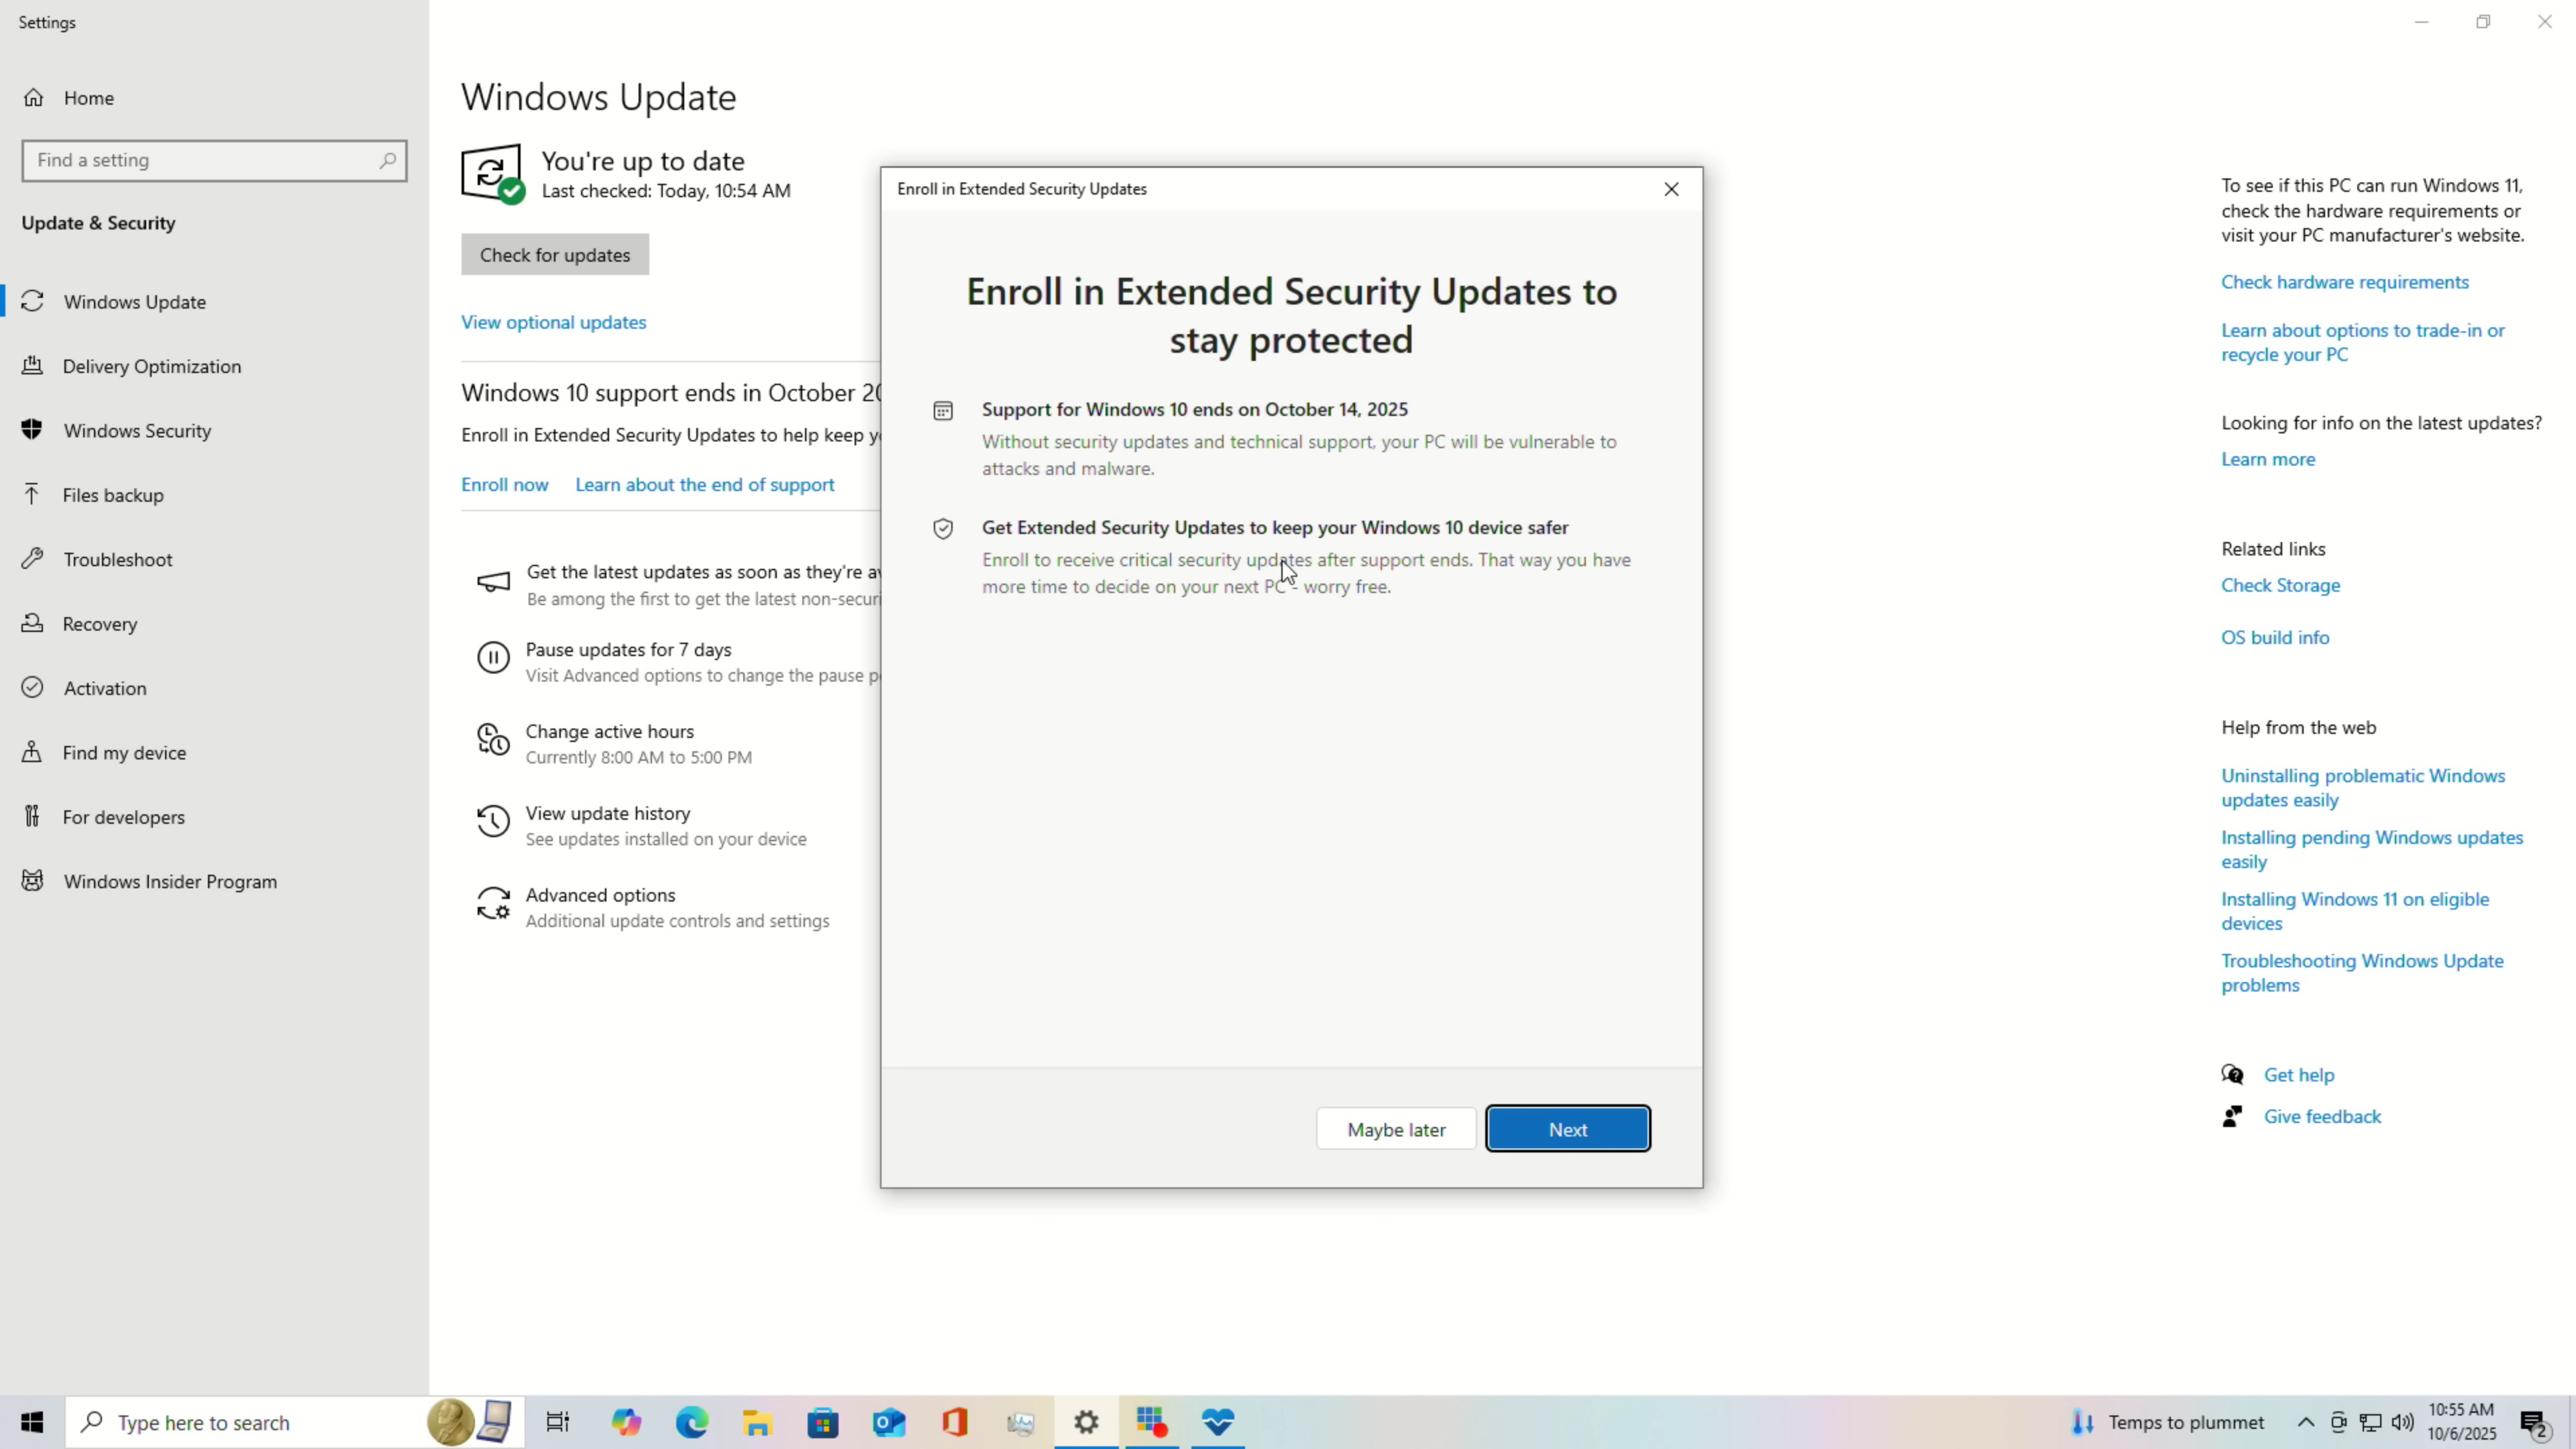 Settings
Home
Find a setting
Update & Security
Windows Update
Delivery Optimization
Windows Security
Files backup
Troubleshoot
Recovery
Activation
Find my device
For developers
Windows Insider Program
Windows Update
You're up to date
Last checked: Today, 10:54 AM
Check for updates
View optional updates
Windows 10 support ends in October
Enroll in Extended Security Updates to help keep
Enroll now Learn about the end of support
Get the latest updates as soon as they're
Be among the first to get the latest
Pause updates for 7 days
Visit Advanced options to change the pause
Change active hours
Currently 8:00 AM to 5:00 PM
View update history
See updates installed on your device
Advanced options
Additional update controls and settings
Enroll in Extended Security Updates
Enroll in Extended Security Updates to
stay protected
Support for Windows 10 ends on October 14, 2025
Without security updates and technical support, your PC will be vulnerable to
attacks and malware.
Get Extended Security Updates to keep your Windows 10 device safer
Enroll to receive critical security updates after support ends. That way you have
more time to decide on your next PC - worry free.
Maybe later
Next
To see if this PC can run Windows 11,
check the hardware requirements or
visit your PC manufacturer's website.
Check hardware requirements
Learn about options to trade-in or
recycle your PC
Looking for info on the latest updates?
Learn more
Related links
Check Storage
OS build info
Help from the web
Uninstalling problematic Windows
updates easily
Installing pending Windows updates
easily
Installing Windows 11 on eligible
devices
Troubleshooting Windows Update
problems
Get help
Give feedback
Type here to search
Temps to plummet
10:55 AM
10/6/2025
2